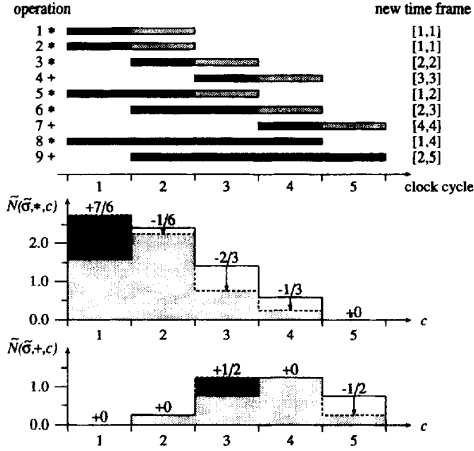 operation new time frame
1 * [1,1]
2 * [1,1]
3 * [2,2]
4 + [3,3]
5 * [1,2]
6 * [2,3]
7 + [4,4]
8 * [1,4]
9 + [2,5]
1 2 3 4 5 clock cycle
Ñ(σ̃,*,c)
+7/6 -1/6 -2/3 -1/3 +0
2.0
1.0
0.0
1 2 3 4 5 c
Ñ(σ̃,+,c)
+0 +0 +1/2 +0 -1/2
1.0
0.0
1 2 3 4 5 c